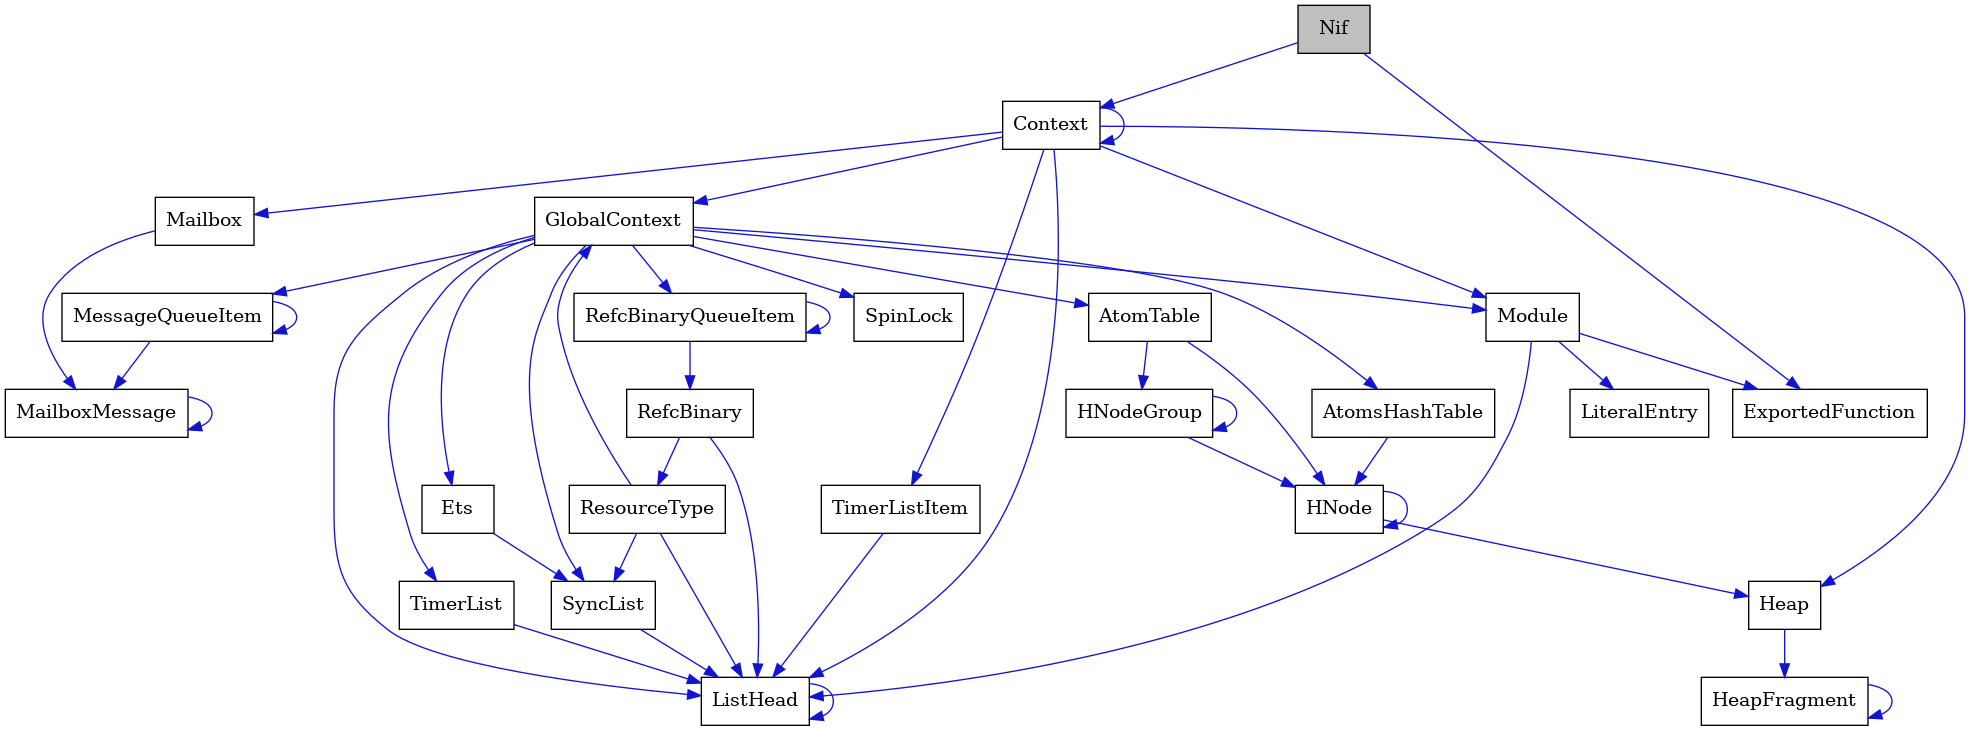 Nif
Context
Mailbox
GlobalContext
MessageQueueItem
RefcBinaryQueueItem
SpinLock
AtomTable
Module
MailboxMessage
RefcBinary
HNodeGroup
AtomsHashTable
LiteralEntry
ExportedFunction
Ets
ResourceType
TimerListItem
HNode
TimerList
SyncList
Heap
ListHead
HeapFragment